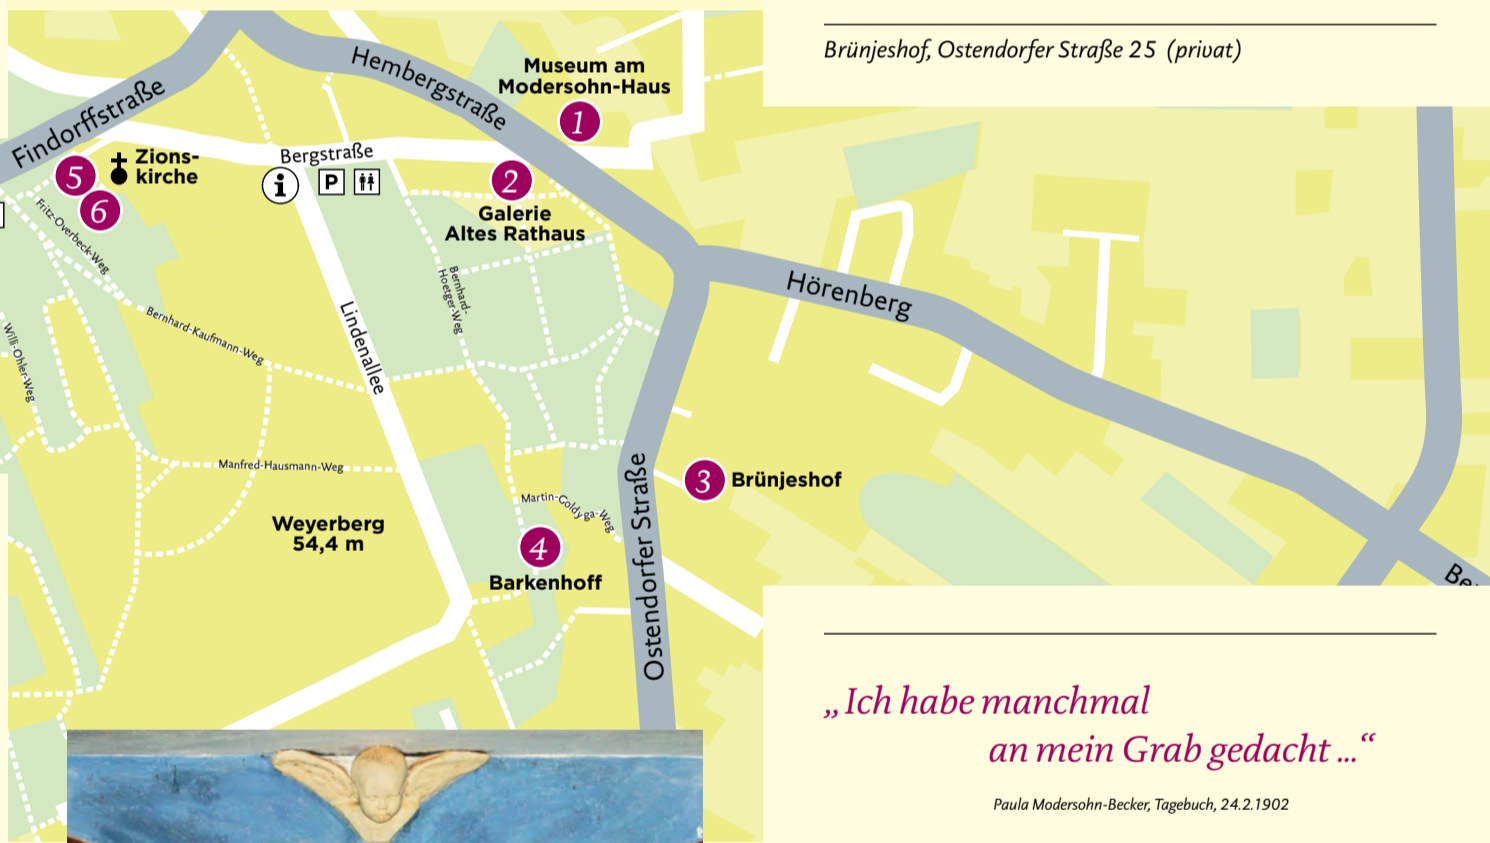 Brünjeshof, Ostendorfer Straße 25 (privat)
Findorffstraße
Hembergstraße
Museum am
Modersohn-Haus
1
Bergstraße
5
Zions-
kirche
6
i
P
2
Galerie
Altes Rathaus
Fritz-Overbeck-Weg
Bernhard-
Hoetger-Weg
Hörenberg
Willi-Ohler-Weg
Bernhard-Kaufmann-Weg
Lindenallee
Manfred-Hausmann-Weg
3
Brünjeshof
Ostendorfer Straße
Martin-Goldyga-Weg
Weyerberg
54,4 m
4
Barkenhoff
„Ich habe manchmal
an mein Grab gedacht ...“
Paula Modersohn-Becker, Tagebuch, 24.2.1902